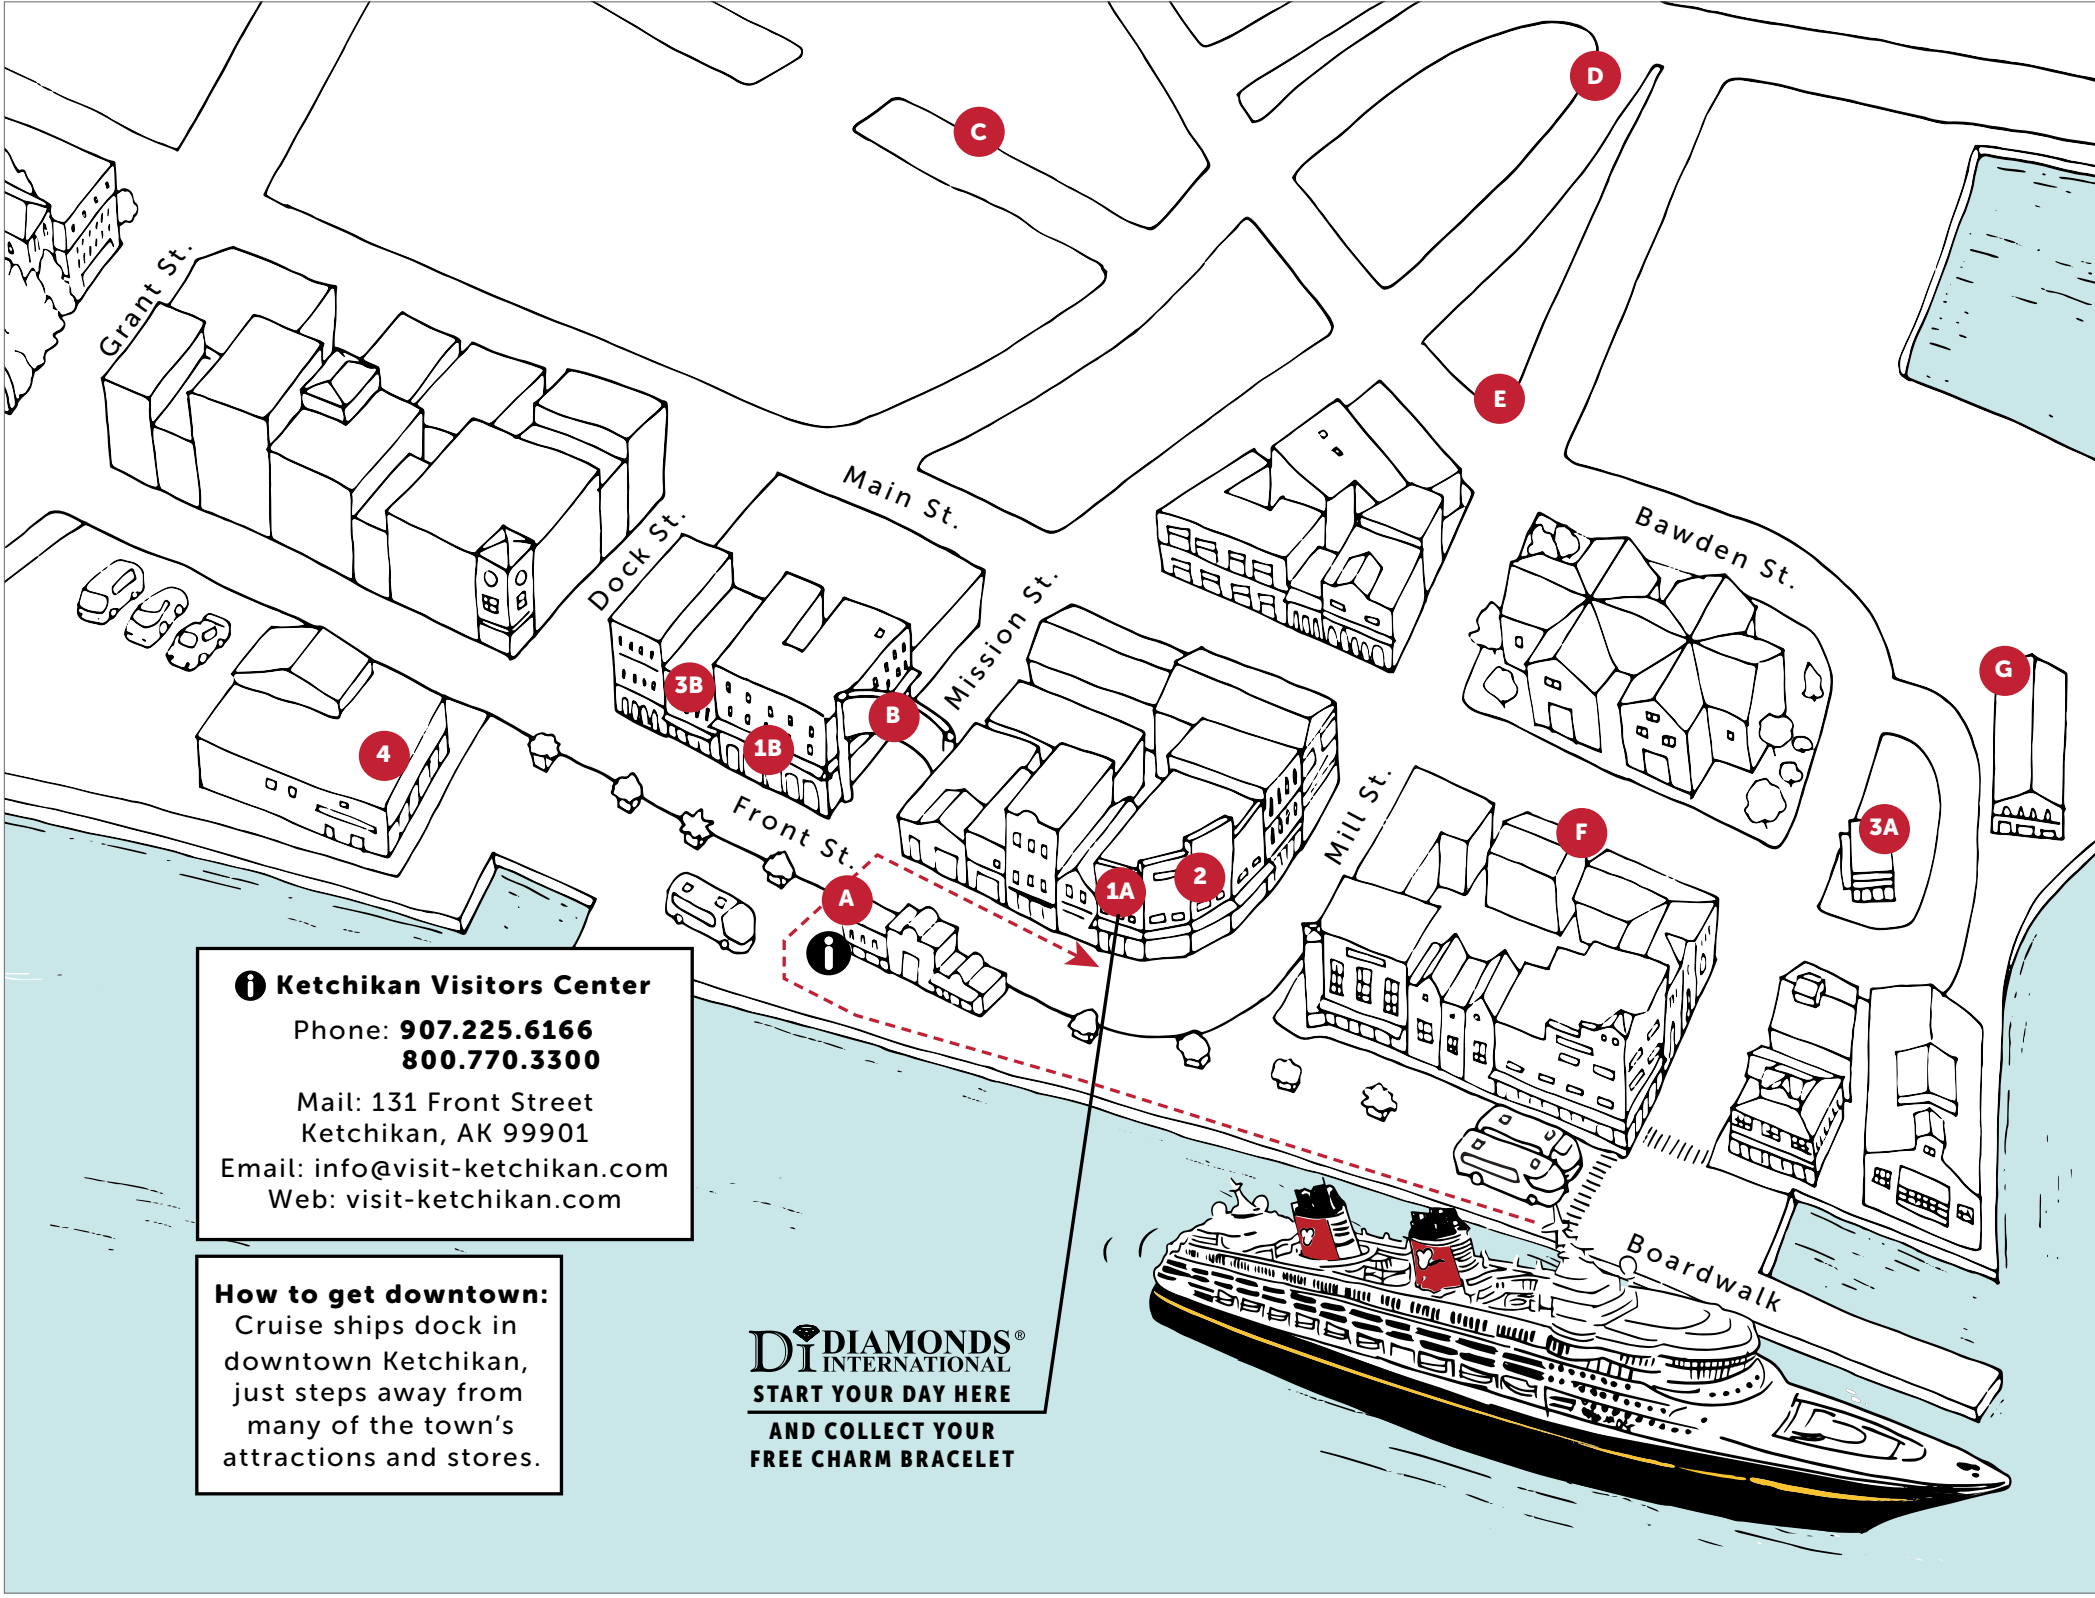 D
C
Grant St.
E
Main St.
Dock St.
Bawden St.
Mission St.
3B
B
1B
G
4
Front St.
Mill St.
F
3A
A
1A
2
i
i Ketchikan Visitors Center
Phone: 907.225.6166
800.770.3300
Mail: 131 Front Street
Ketchikan, AK 99901
Email: info@visit-ketchikan.com
Web: visit-ketchikan.com
Boardwalk
How to get downtown:
Cruise ships dock in
downtown Ketchikan,
just steps away from
many of the town's
attractions and stores.
Di DIAMONDS®
INTERNATIONAL
START YOUR DAY HERE
AND COLLECT YOUR
FREE CHARM BRACELET